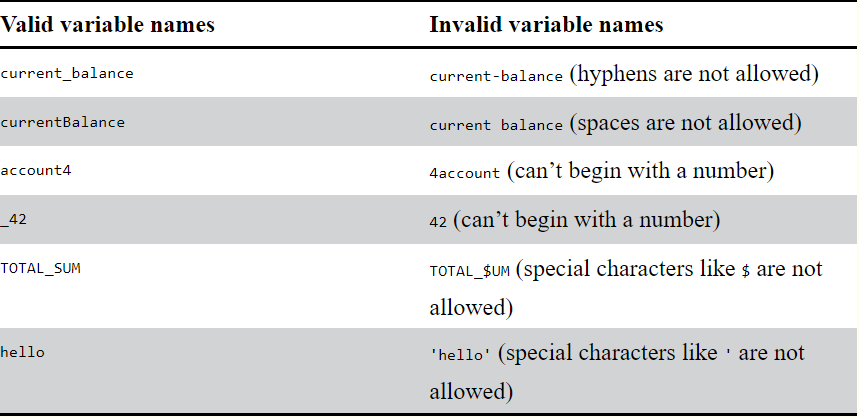 Valid variable names Invalid variable names
current_balance current-balance (hyphens are not allowed)
currentBalance current balance (spaces are not allowed)
account4 4account (can’t begin with a number)
_42 42 (can’t begin with a number)
TOTAL_SUM TOTAL_$UM (special characters like $ are not
allowed)
hello 'hello' (special characters like ' are not
allowed)